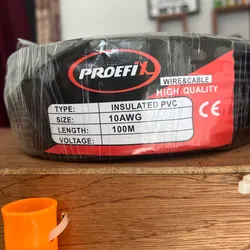 PROEFIX
WIRE&CABLE
HIGH QUALITY
TYPE: INSULATED PVC
SIZE: 10AWG
LENGTH: 100M
VOLTAGE:
CE